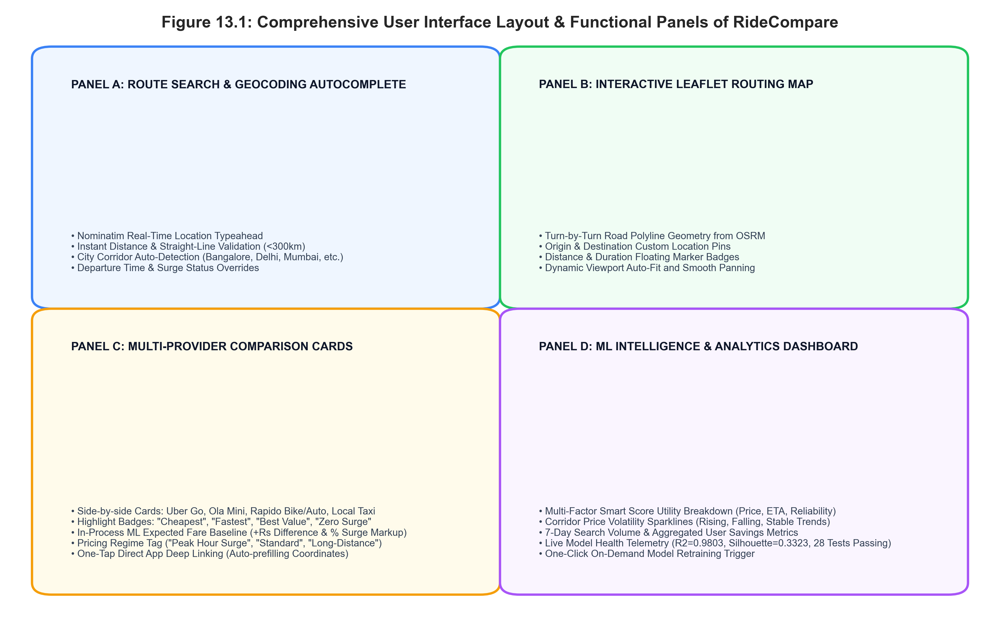 Figure 13.1: Comprehensive User Interface Layout & Functional Panels of RideCompare
PANEL A: ROUTE SEARCH & GEOCODING AUTOCOMPLETE
• Nominatim Real-Time Location Typeahead
• Instant Distance & Straight-Line Validation (<300km)
• City Corridor Auto-Detection (Bangalore, Delhi, Mumbai, etc.)
• Departure Time & Surge Status Overrides
PANEL B: INTERACTIVE LEAFLET ROUTING MAP
• Turn-by-Turn Road Polyline Geometry from OSRM
• Origin & Destination Custom Location Pins
• Distance & Duration Floating Marker Badges
• Dynamic Viewport Auto-Fit and Smooth Panning
PANEL C: MULTI-PROVIDER COMPARISON CARDS
• Side-by-side Cards: Uber Go, Ola Mini, Rapido Bike/Auto, Local Taxi
• Highlight Badges: "Cheapest", "Fastest", "Best Value", "Zero Surge"
• In-Process ML Expected Fare Baseline (+Rs Difference & % Surge Markup)
• Pricing Regime Tag ("Peak Hour Surge", "Standard", "Long-Distance")
• One-Tap Direct App Deep Linking (Auto-prefilling Coordinates)
PANEL D: ML INTELLIGENCE & ANALYTICS DASHBOARD
• Multi-Factor Smart Score Utility Breakdown (Price, ETA, Reliability)
• Corridor Price Volatility Sparklines (Rising, Falling, Stable Trends)
• 7-Day Search Volume & Aggregated User Savings Metrics
• Live Model Health Telemetry (R2=0.9803, Silhouette=0.3323, 28 Tests Passing)
• One-Click On-Demand Model Retraining Trigger